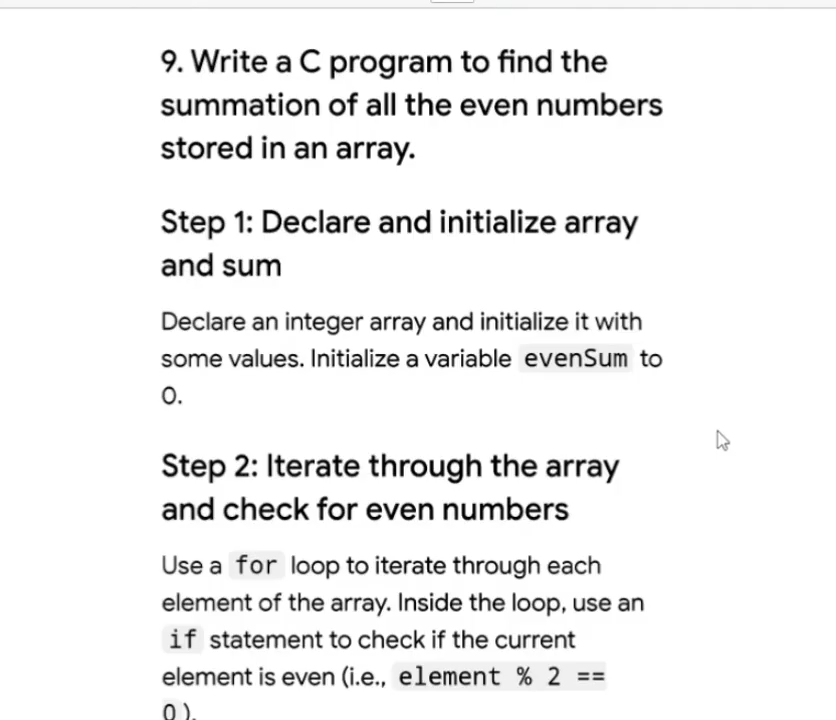 9. Write a C program to find the
summation of all the even numbers
stored in an array.
Step 1: Declare and initialize array
and sum
Declare an integer array and initialize it with
some values. Initialize a variable evenSum to
0.
Step 2: Iterate through the array
and check for even numbers
Use a for loop to iterate through each
element of the array. Inside the loop, use an
if statement to check if the current
element is even (i.e., element % 2 ==
0).